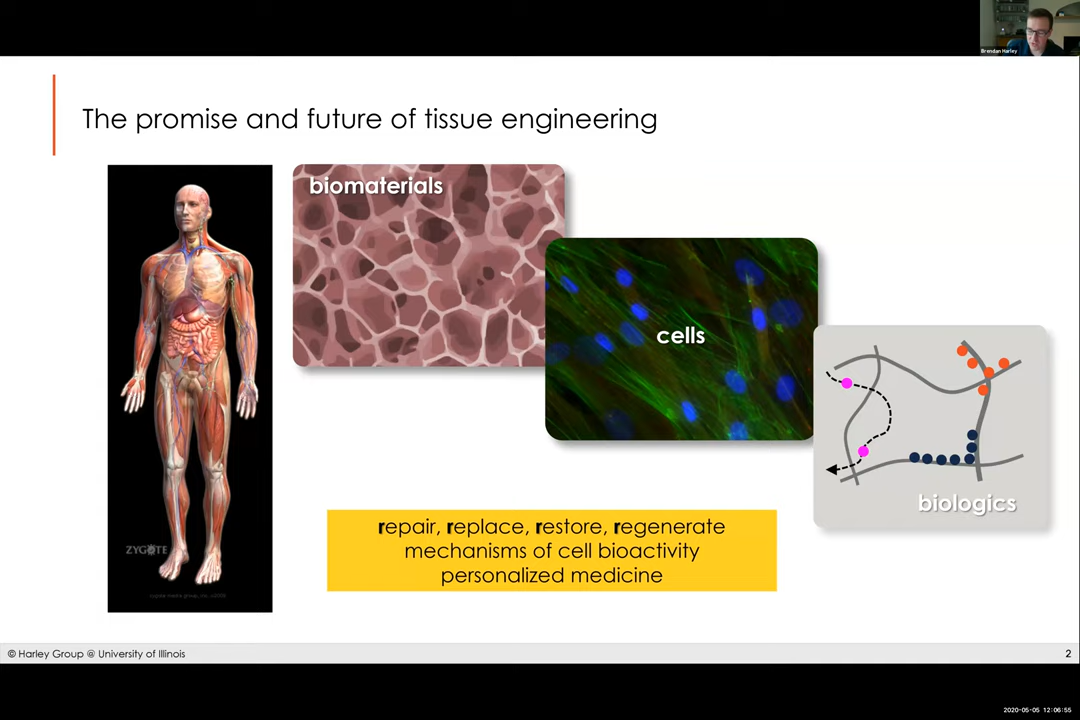 Brendan Harley
The promise and future of tissue engineering
biomaterials
cells
biologics
ZYGOTE
repair, replace, restore, regenerate
mechanisms of cell bioactivity
personalized medicine
© Harley Group @ University of Illinois
2
2020-05-05 12:06:55